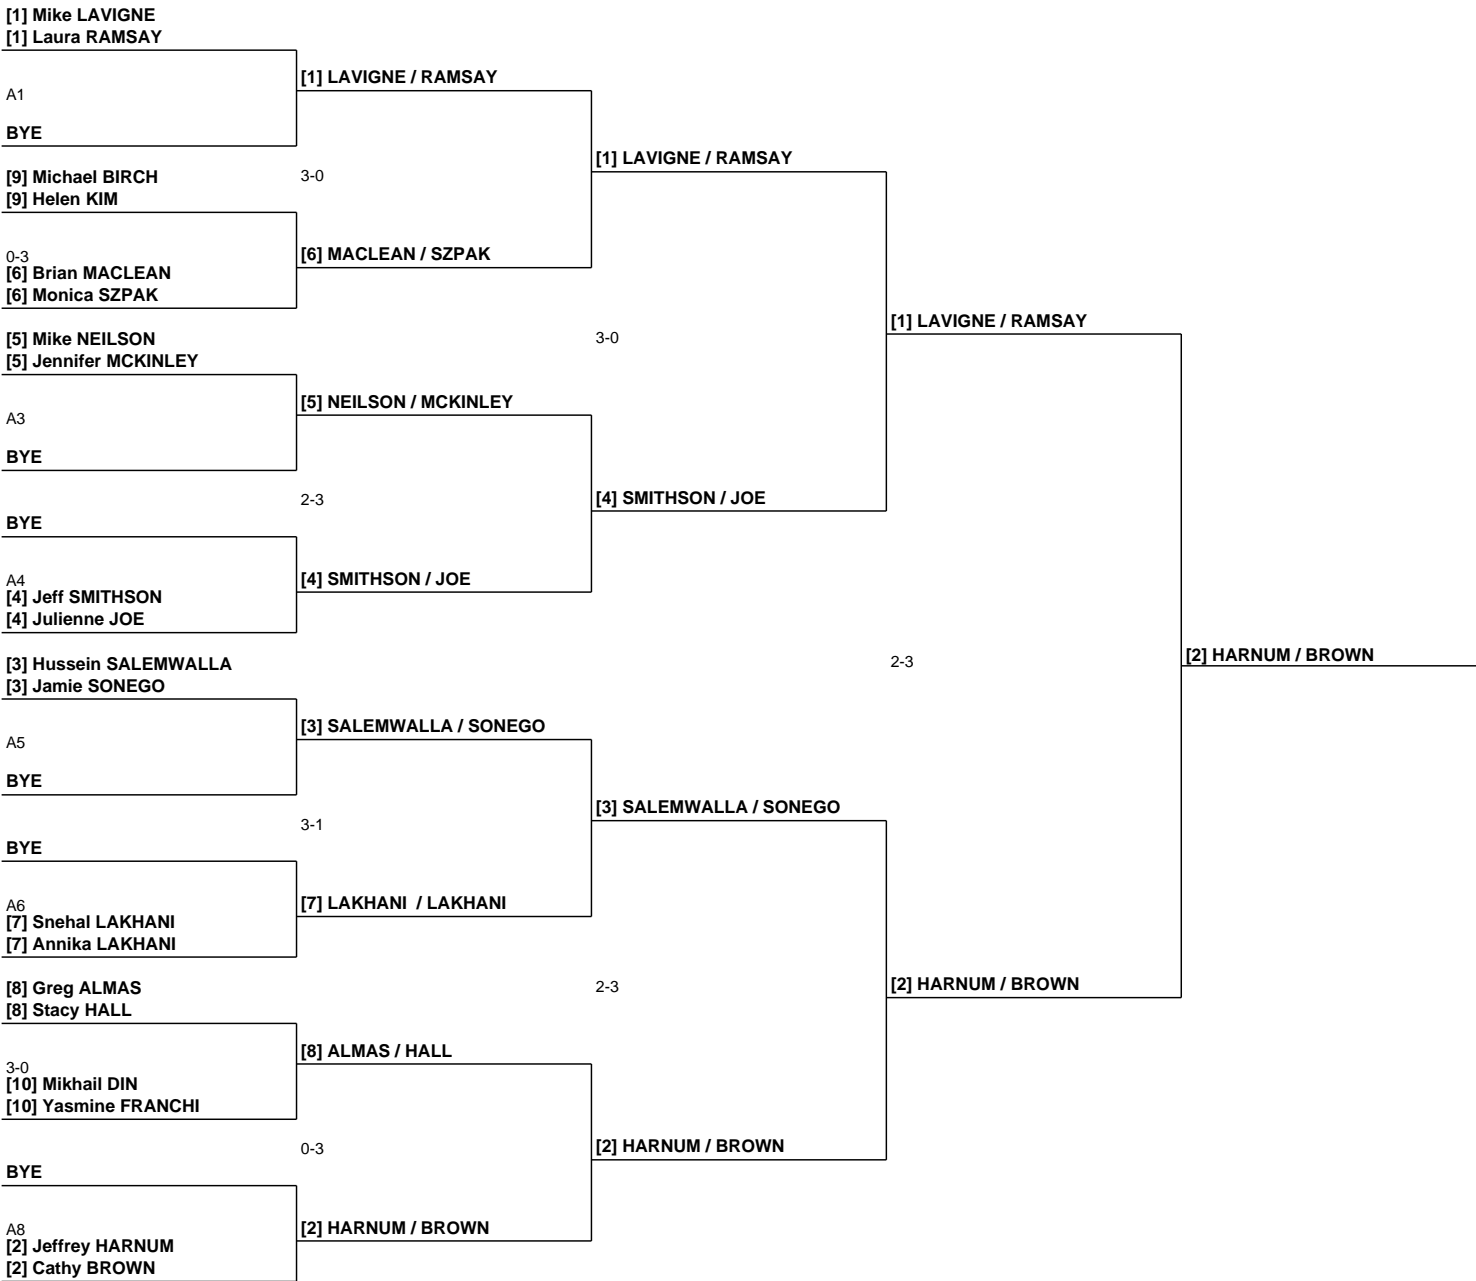 [1] Mike LAVIGNE
[1] Laura RAMSAY
[1] LAVIGNE / RAMSAY
A1
BYE
[1] LAVIGNE / RAMSAY
[9] Michael BIRCH
3-0
[9] Helen KIM
[6] MACLEAN / SZPAK
0-3
[6] Brian MACLEAN
[6] Monica SZPAK
[1] LAVIGNE / RAMSAY
[5] Mike NEILSON
3-0
[5] Jennifer MCKINLEY
[5] NEILSON / MCKINLEY
A3
BYE
2-3
[4] SMITHSON / JOE
BYE
A4
[4] SMITHSON / JOE
[4] Jeff SMITHSON
[4] Julienne JOE
[3] Hussein SALEMWALLA
2-3
[2] HARNUM / BROWN
[3] Jamie SONEGO
[3] SALEMWALLA / SONEGO
A5
BYE
[3] SALEMWALLA / SONEGO
3-1
BYE
A6
[7] LAKHANI  / LAKHANI
[7] Snehal LAKHANI
[7] Annika LAKHANI
[8] Greg ALMAS
2-3
[2] HARNUM / BROWN
[8] Stacy HALL
[8] ALMAS / HALL
3-0
[10] Mikhail DIN
[10] Yasmine FRANCHI
0-3
[2] HARNUM / BROWN
BYE
A8
[2] HARNUM / BROWN
[2] Jeffrey HARNUM
[2] Cathy BROWN